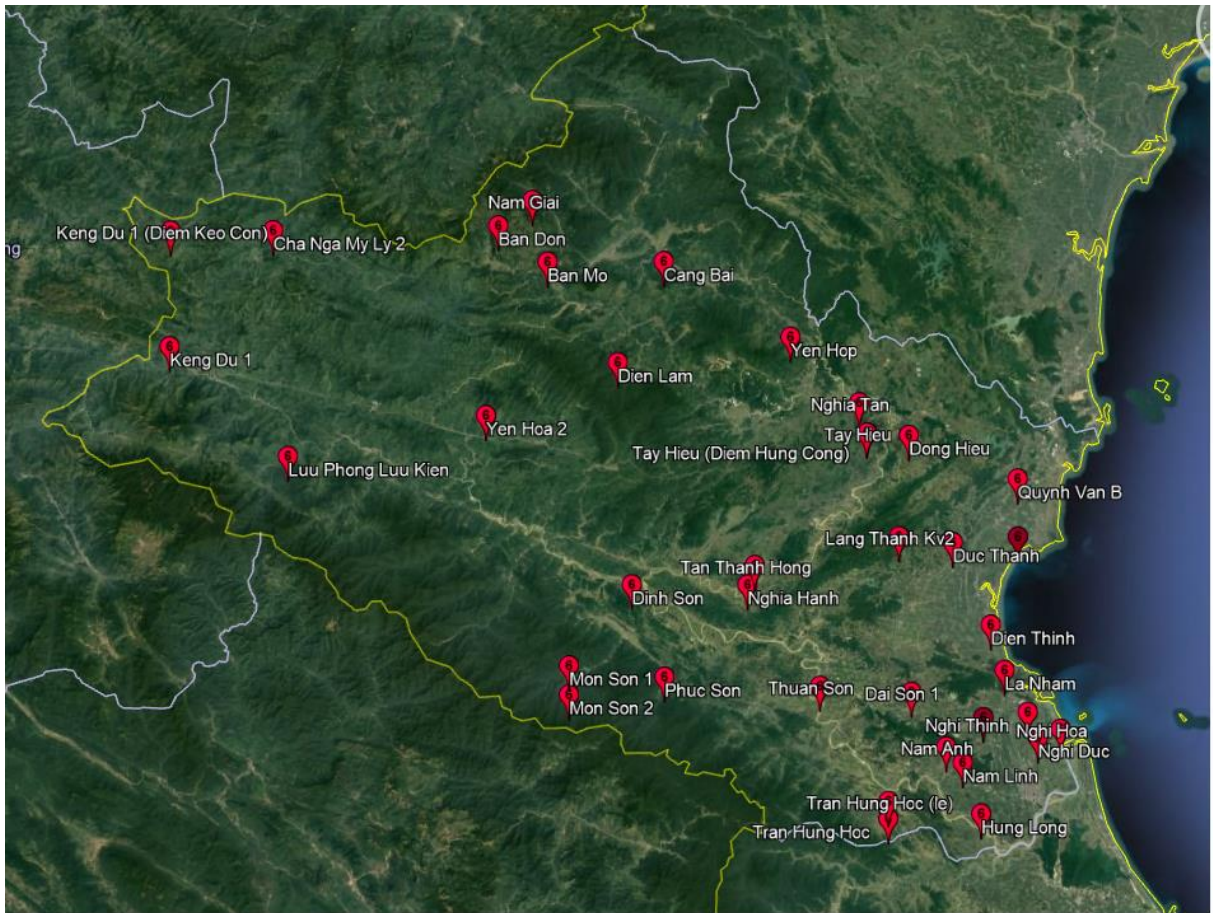 Nam Giai
Keng Du 1 (Diem Keo Con)
Cha Nga My Ly 2
Ban Don
ng
Ban Mo
Cang Bai
Yen Hop
Keng Du 1
Dien Lam
Nghia Tan
Yen Hoa 2
Tay Hieu
Tay Hieu (Diem Hung Cong)
Dong Hieu
Luu Phong Luu Kien
Quynh Van B
Lang Thanh Kv2
Duc Thanh
Tan Thanh Hong
Dinh Son
Nghia Hanh
Dien Thinh
Mon Son 1
Phuc Son
Thuan Son
Dai Son 1
La Nham
Mon Son 2
Nghi Thinh
Nghi Hoa
Nam Anh
Nghi Duc
Nam Linh
Tran Hung Hoc (le)
Tran Hung Hoc
Hung Long